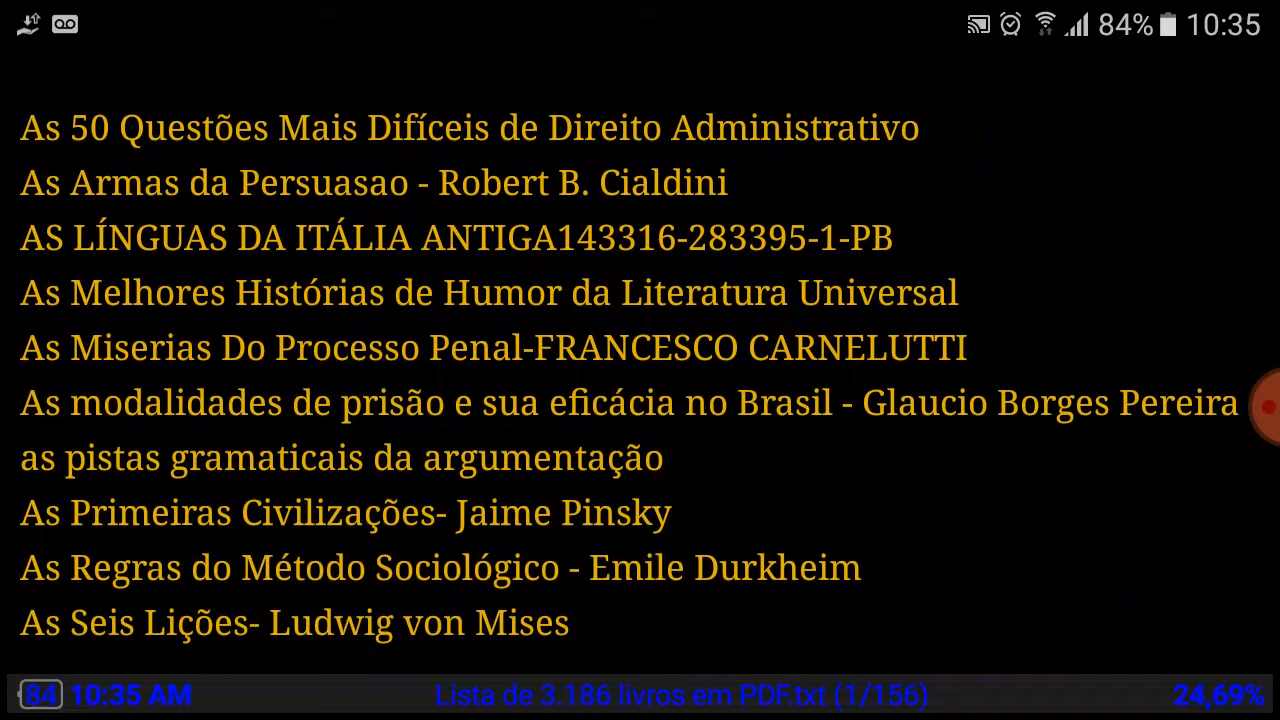 84% 10:35
As 50 Questões Mais Difíceis de Direito Administrativo
As Armas da Persuasao - Robert B. Cialdini
AS LÍNGUAS DA ITÁLIA ANTIGA143316-283395-1-PB
As Melhores Histórias de Humor da Literatura Universal
As Miserias Do Processo Penal-FRANCESCO CARNELUTTI
As modalidades de prisão e sua eficácia no Brasil - Glaucio Borges Pereira
as pistas gramaticais da argumentação
As Primeiras Civilizações- Jaime Pinsky
As Regras do Método Sociológico - Emile Durkheim
As Seis Lições- Ludwig von Mises
84 10:35 AM Lista de 3.186 livros em PDF.txt (1/156) 24,69%